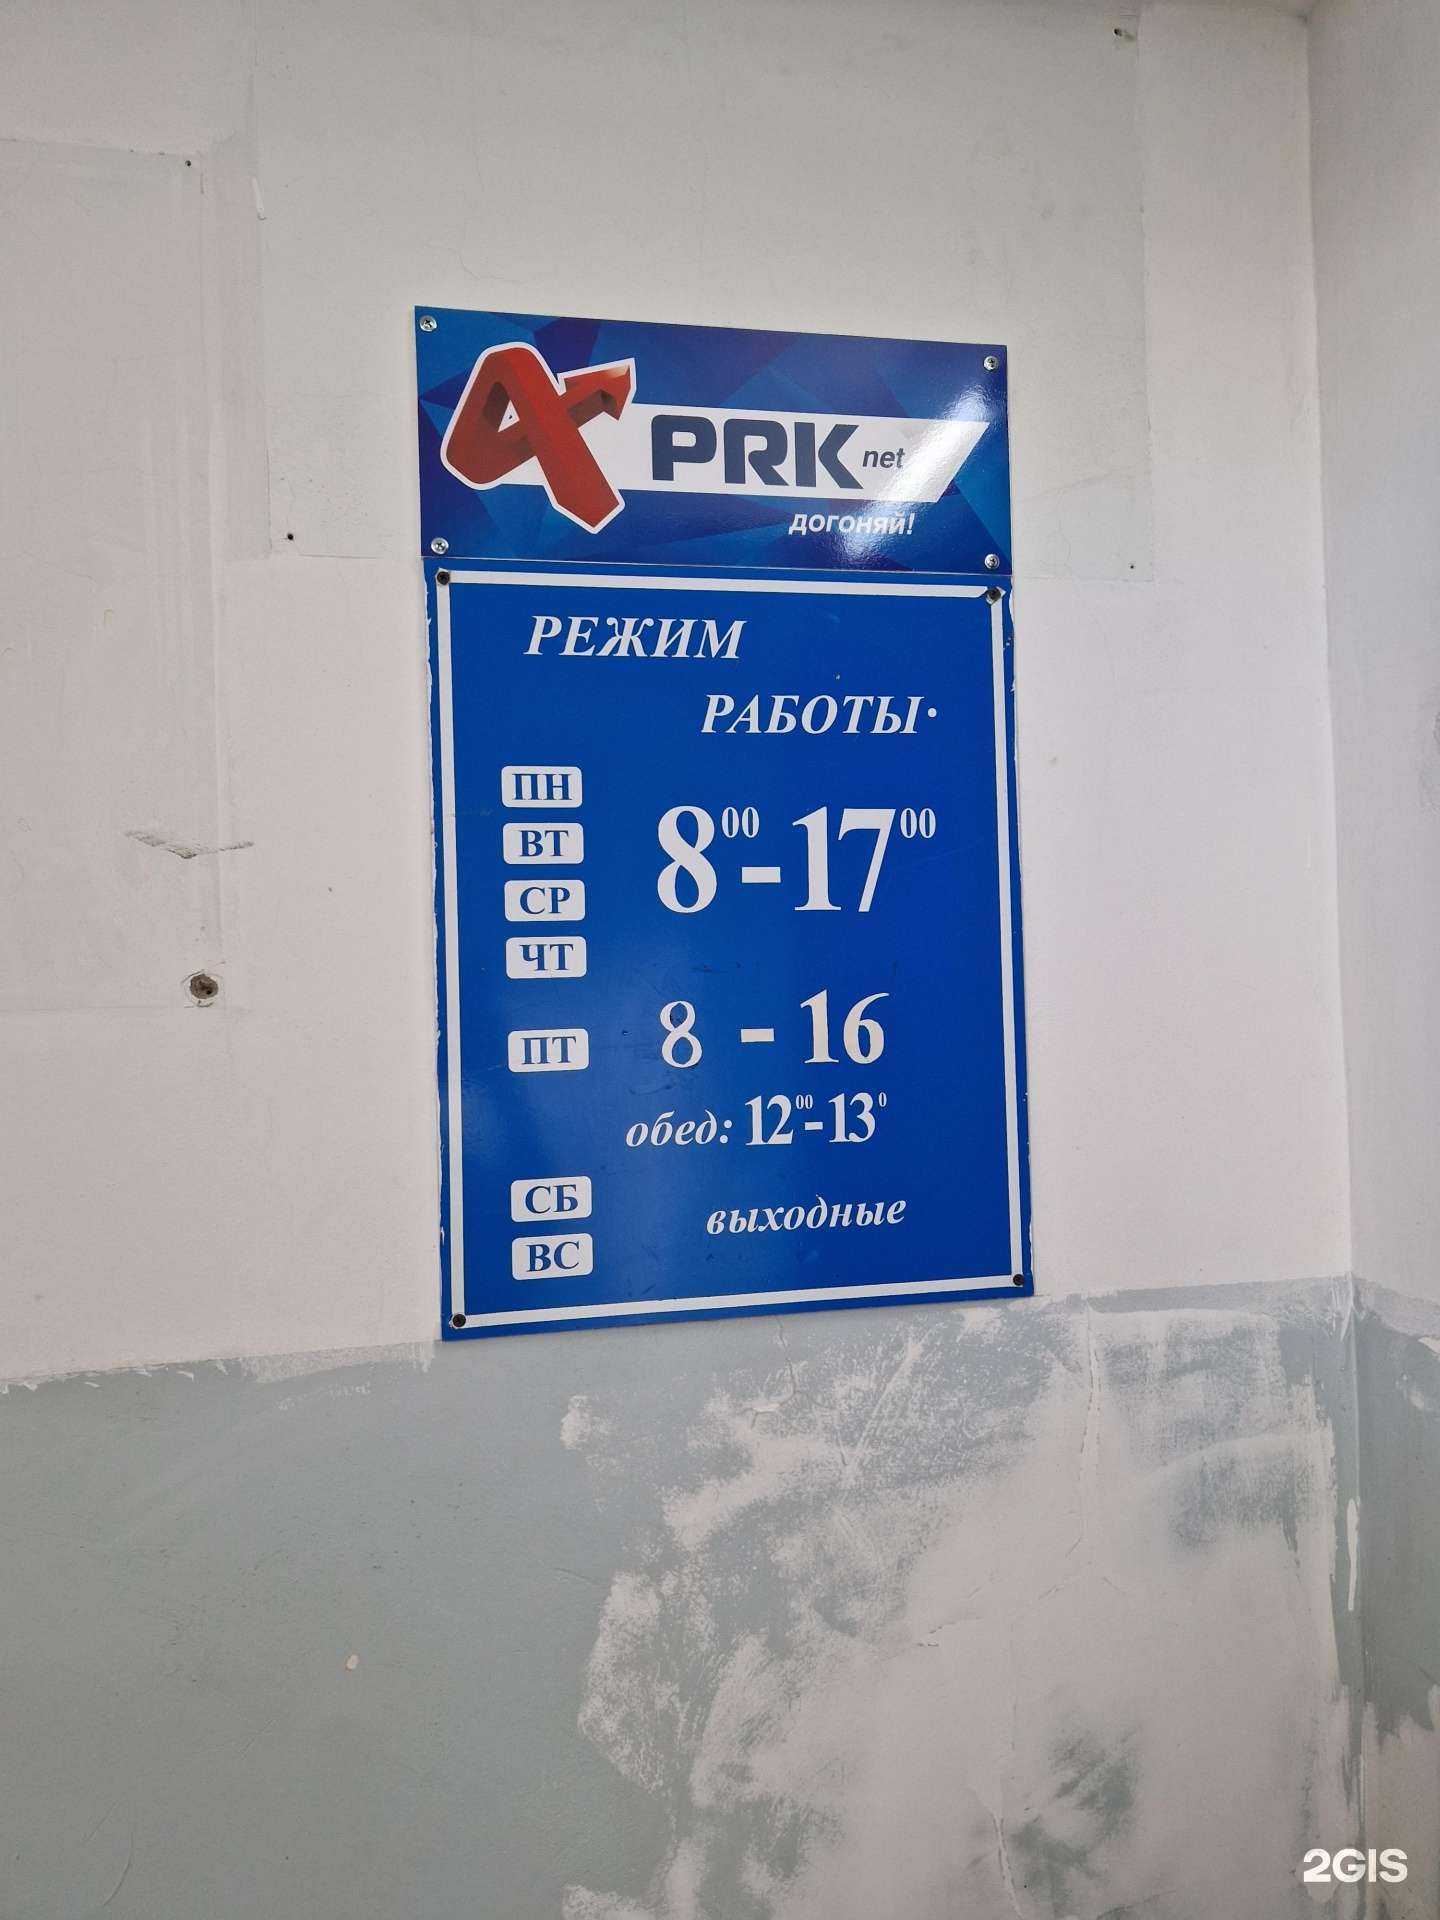 PRK net
догоняй!
РЕЖИМ
РАБОТЫ·
ПН
ВТ
СР
ЧТ
8⁰⁰-17⁰⁰
ПТ
8 - 16
обед: 12⁰⁰-13⁰
СБ
ВС
выходные
2GIS